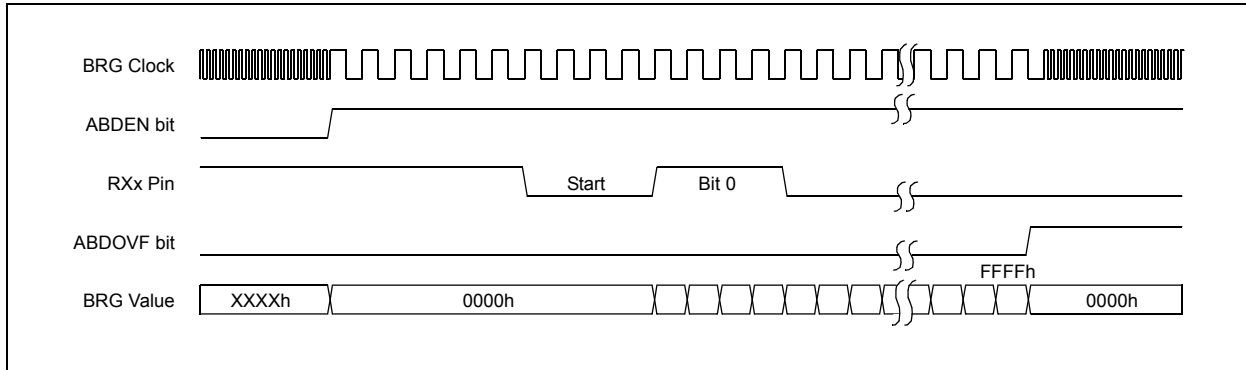 BRG Clock
ABDEN bit
RXx Pin
Start
Bit 0
ABDOVF bit
FFFFh
BRG Value
XXXXh
0000h
0000h